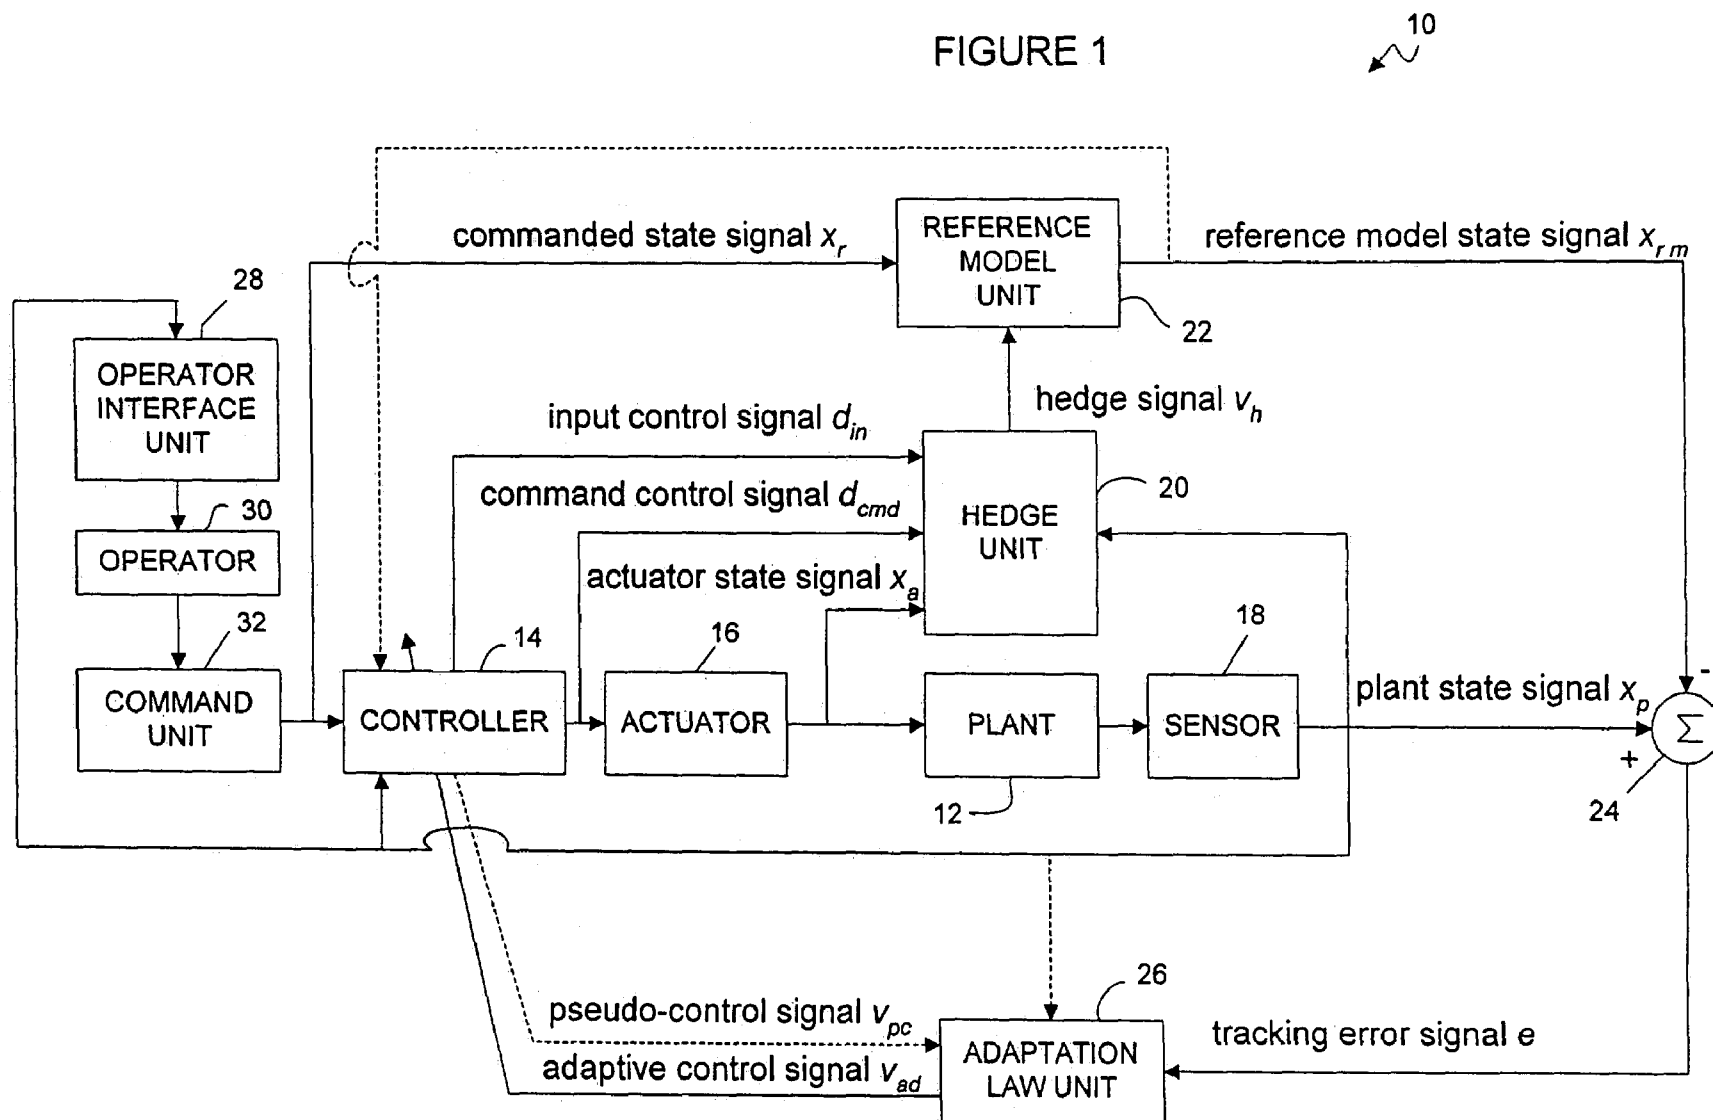 FIGURE 1
10
commanded state signal x_r
REFERENCE
MODEL
UNIT
reference model state signal x_rm
22
28
OPERATOR
INTERFACE
UNIT
hedge signal v_h
input control signal d_in
command control signal d_cmd
HEDGE
UNIT
20
30
OPERATOR
actuator state signal x_a
32
COMMAND
UNIT
14
CONTROLLER
16
ACTUATOR
PLANT
12
18
SENSOR
plant state signal x_p
-
Σ
+
24
26
pseudo-control signal v_pc
adaptive control signal v_ad
ADAPTATION
LAW UNIT
tracking error signal e